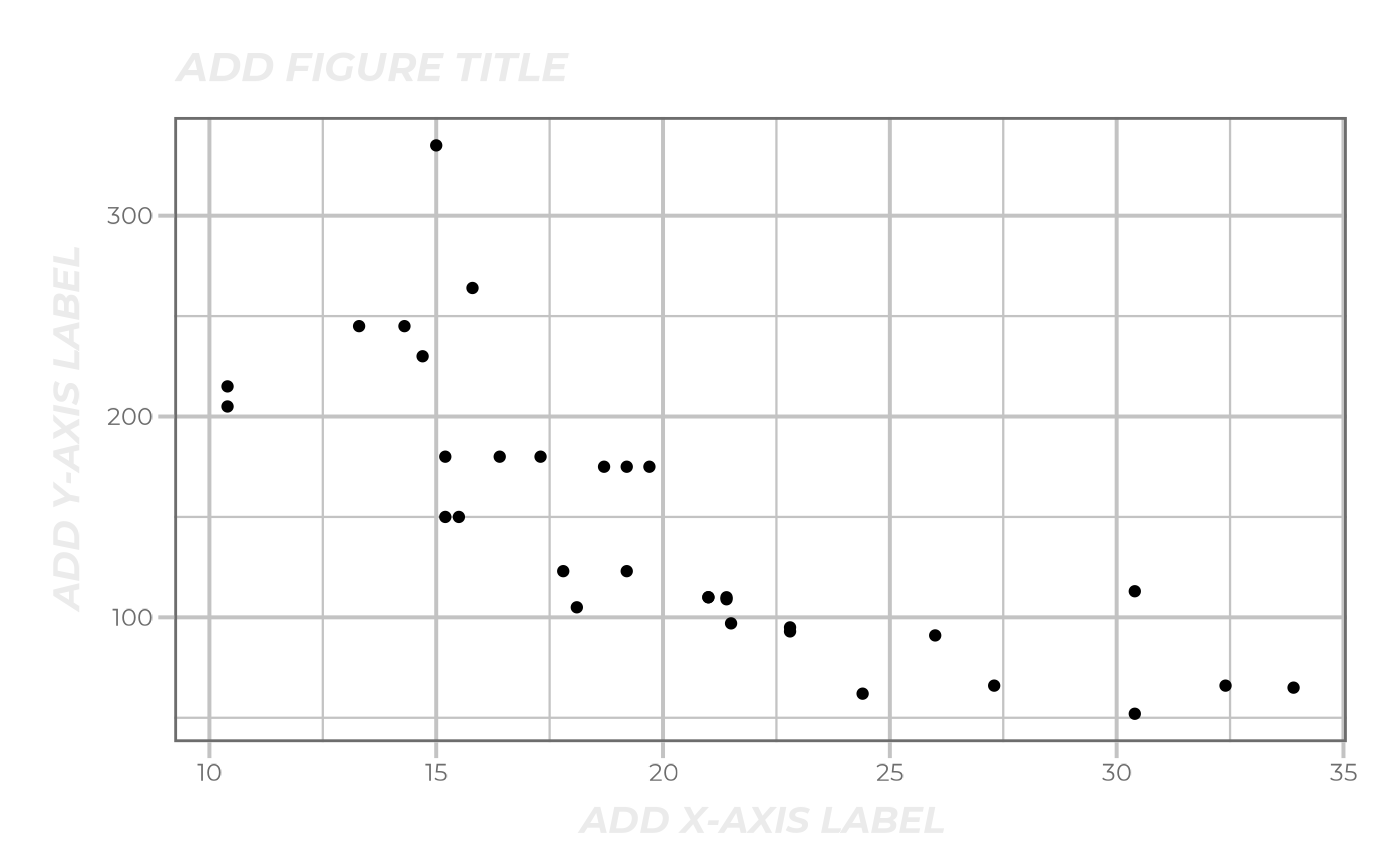 ADD FIGURE TITLE
ADD Y-AXIS LABEL
300
200
100
10 15 20 25 30 35
ADD X-AXIS LABEL